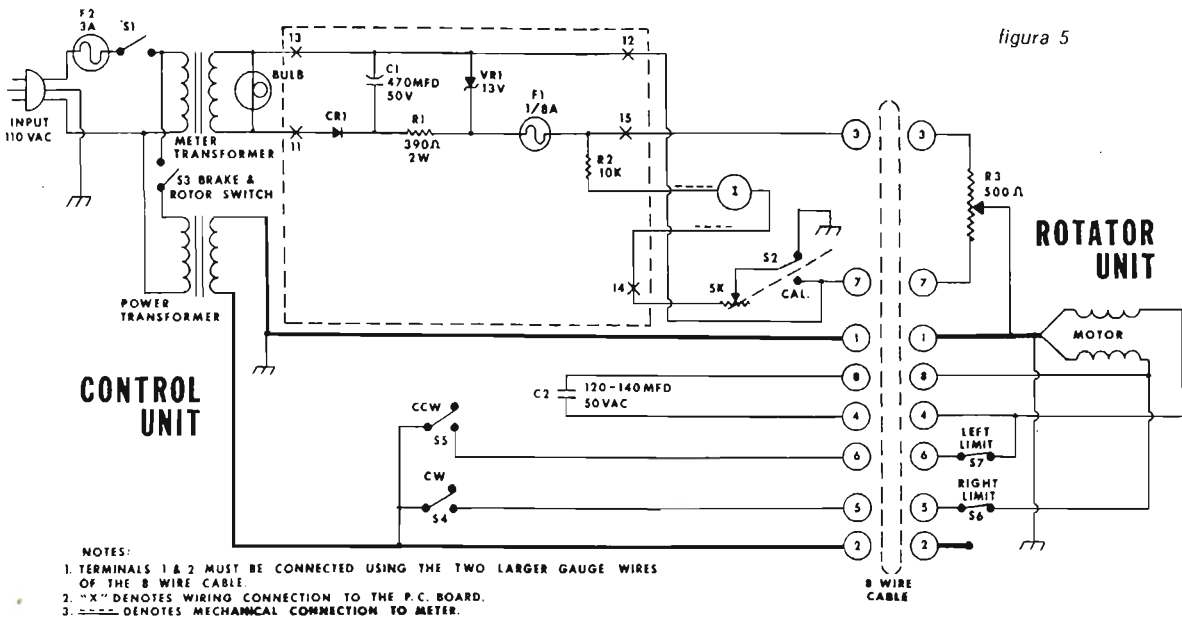 figura 5
F2
3A
S1
INPUT
110 VAC
METER
TRANSFORMER
BULB
13
11
CR1
C1
470MFD
50V
R1
390Ω
2W
VR1
13V
F1
1/8A
12
15
R2
10K
I
14
5K
S2
CAL.
S3 BRAKE &
ROTOR SWITCH
POWER
TRANSFORMER
CONTROL
UNIT
C2
120-140MFD
50VAC
CCW
S5
CW
S4
3
7
1
8
4
6
5
2
3
7
1
8
4
6
5
2
R3
500Ω
ROTATOR
UNIT
MOTOR
LEFT
LIMIT
S7
RIGHT
LIMIT
S6
8 WIRE
CABLE
NOTES:
1. TERMINALS 1 & 2 MUST BE CONNECTED USING THE TWO LARGER GAUGE WIRES
OF THE 8 WIRE CABLE.
2. "X" DENOTES WIRING CONNECTION TO THE P.C. BOARD.
3. ---- DENOTES MECHANICAL CONNECTION TO METER.